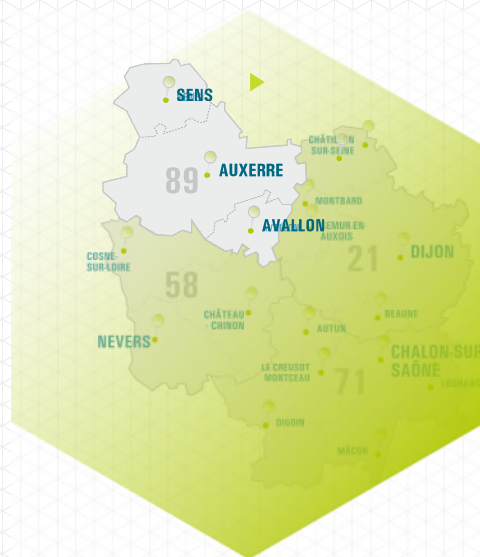 SENS
CHÂTILLON
SUR-SEINE
AUXERRE
89
MONTBARD
AVALLON
SEMUR-EN-
AUXOIS
DIJON
COSNE-
SUR-LOIRE
21
58
CHÂTEAU
CHINON
BEAUNE
AUTUN
NEVERS
CHALON-SUR
SAÔNE
LE CREUSOT
MONTCEAU
71
LOUHANS
DIGOIN
MÂCON